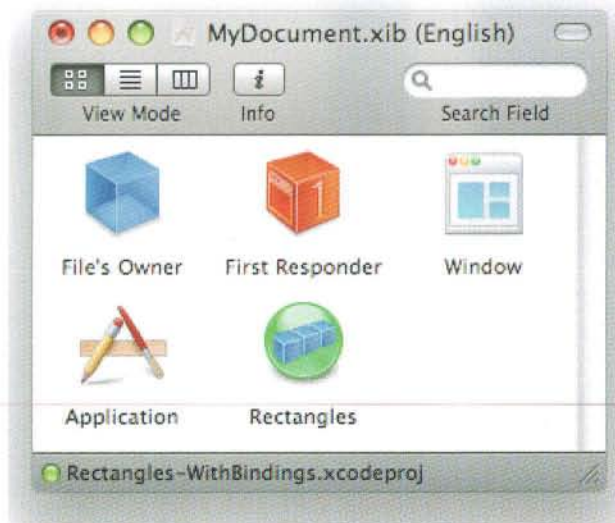 MyDocument.xib (English)
View Mode
Info
Search Field
File's Owner
First Responder
Window
Application
Rectangles
Rectangles-WithBindings.xcodeproj